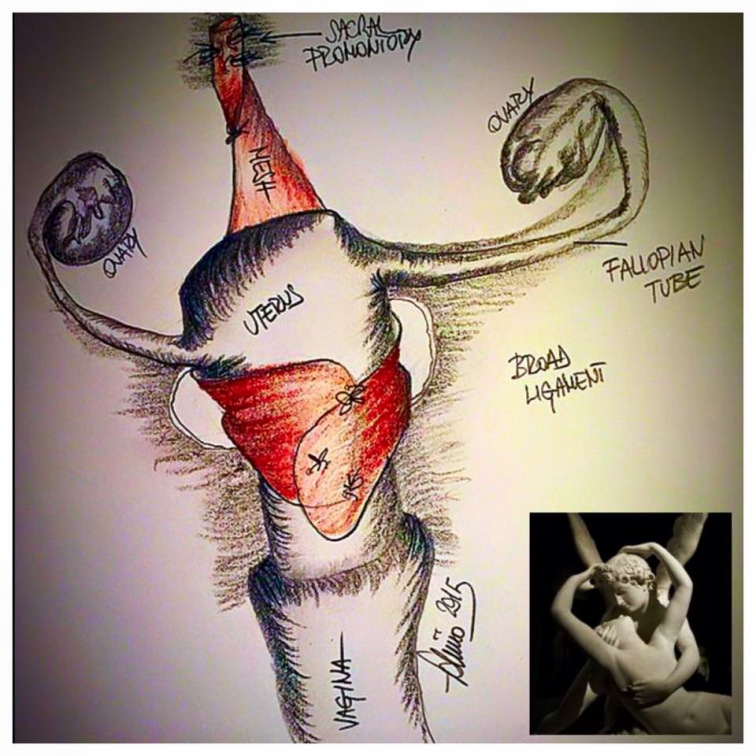 SACRAL
PROMONTORY
OVARY
MESH
OVARY
UTERUS
FALLOPIAN
TUBE
BROAD
LIGAMENT
2015
VAGINA